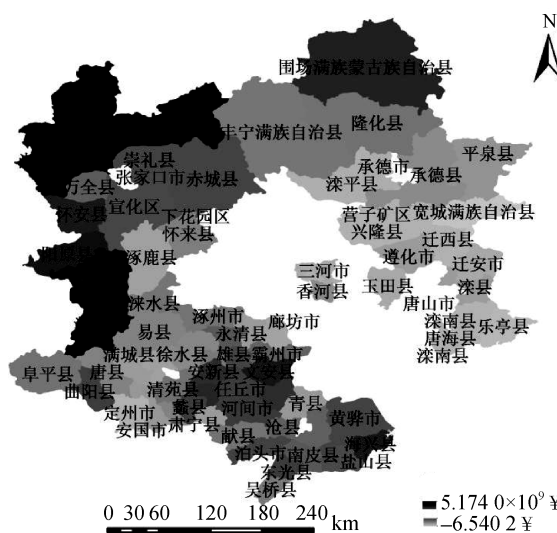 N
围场满族蒙古族自治县
丰宁满族自治县
隆化县
平泉县
崇礼县
张家口市
赤城县
承德市
承德县
滦平县
万全县
怀安县
宣化区
下花园区
怀来县
营子矿区
宽城满族自治县
兴隆县
迁西县
阳原县
涿鹿县
遵化市
迁安市
三河市
香河县
玉田县
滦县
唐山市
涞水县
涿州市
廊坊市
滦南县
乐亭县
唐海县
滦南县
易县
永清县
满城县
徐水县
雄县
霸州市
阜平县
唐县
安新县
文安县
曲阳县
清苑县
任丘市
定州市
蠡县
河间市
青县
黄骅市
安国市
肃宁县
献县
沧县
海兴县
泊头市
南皮县
盐山县
东光县
吴桥县
5.174 0×10⁹ ¥
−6.540 2 ¥
0 30 60 120 180 240
km